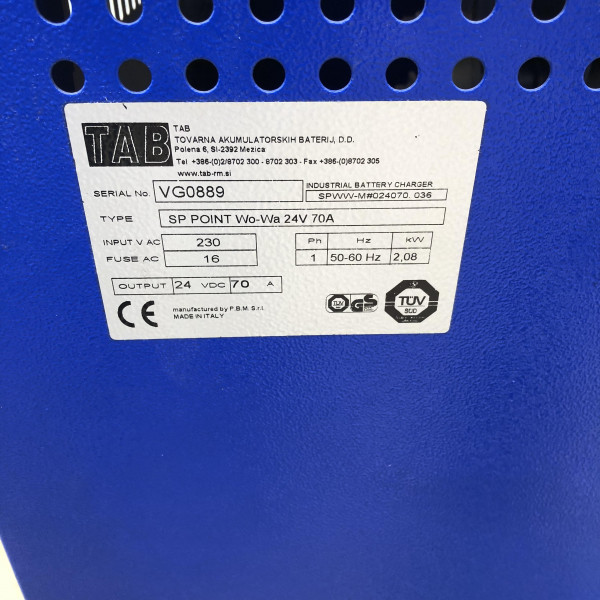 TAB
TAB
TOVARNA AKUMULATORSKIH BATERIJ, D.D.
Polena 6, SI-2392 Mezica
Tel +386-(0)2/8702 300 - 8702 303 - Fax +386-(0)8702 305
www.tab-rm.si
SERIAL No. VG0889
INDUSTRIAL BATTERY CHARGER
SPWW-M#024070. 036
TYPE SP POINT Wo-Wa 24V 70A
INPUT V AC 230
FUSE AC 16
Ph Hz KW
1 50-60 Hz 2,08
OUTPUT 24 VDC 70 A
CE
manufactured by F.B.M. S.r.l.
MADE IN ITALY
TÜV GS
TÜV
SÜD